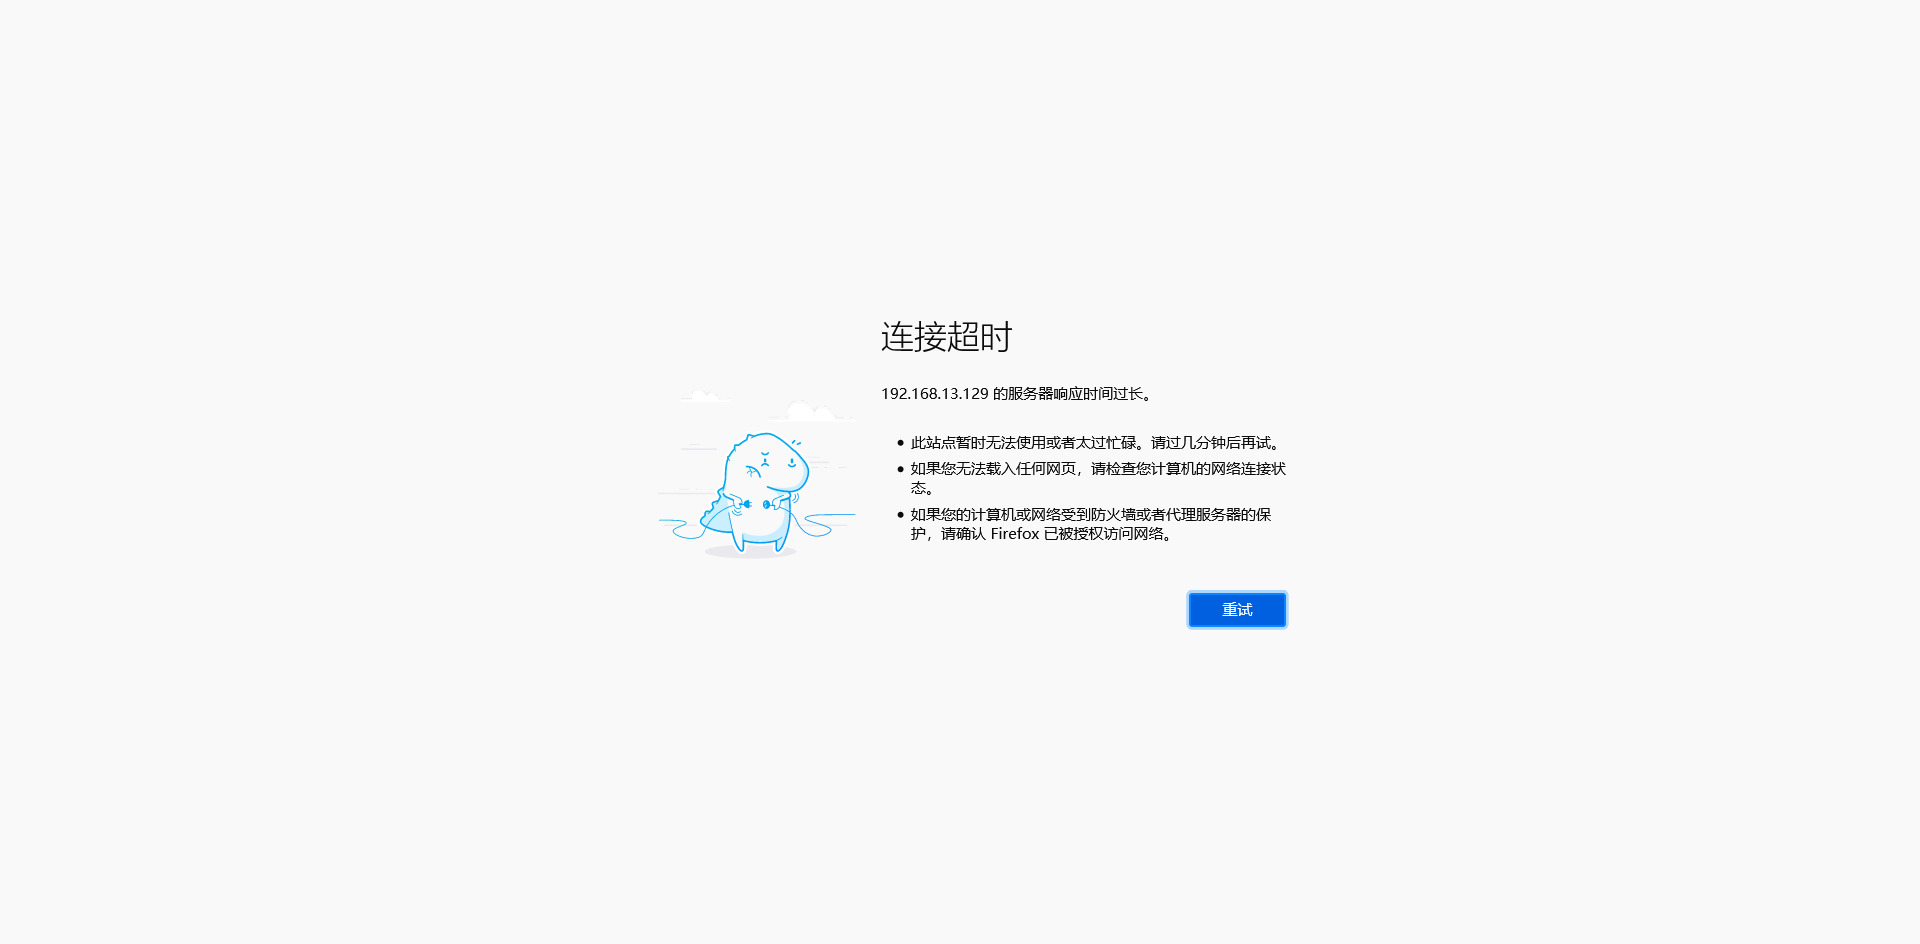 连接超时
192.168.13.129 的服务器响应时间过长。
此站点暂时无法使用或者太过忙碌。请过几分钟后再试。
如果您无法载入任何网页，请检查您计算机的网络连接状
态。
如果您的计算机或网络受到防火墙或者代理服务器的保
护，请确认 Firefox 已被授权访问网络。
重试